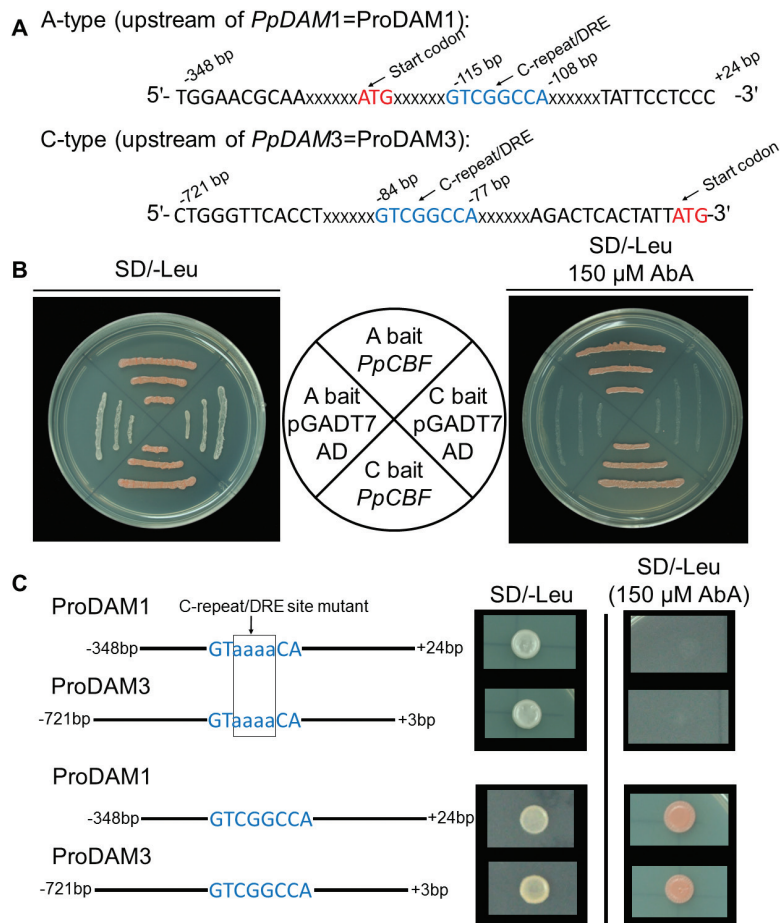 A
A-type (upstream of PpDAM1=ProDAM1):
-348 bp
Start codon
-115 bp
C-repeat/DRE
-108 bp
+24 bp
5'- TGGAACGCAAxxxxxxATGxxxxxxGTCGGCCAxxxxxxTATTCCTCCC -3'
C-type (upstream of PpDAM3=ProDAM3):
-721 bp
-84 bp
C-repeat/DRE
-77 bp
Start codon
5'- CTGGGTTCACCTxxxxxxGTCGGCCAxxxxxxAGACTCACTATTATG-3'
B
SD/-Leu
SD/-Leu
150 µM AbA
A bait
PpCBF
A bait
pGADT7
AD
C bait
pGADT7
AD
C bait
PpCBF
C
SD/-Leu
SD/-Leu
(150 µM AbA)
ProDAM1
C-repeat/DRE site mutant
-348bp GTaaaaCA +24bp
ProDAM3
-721bp GTaaaaCA +3bp
ProDAM1
-348bp GTCGGCCA +24bp
ProDAM3
-721bp GTCGGCCA +3bp